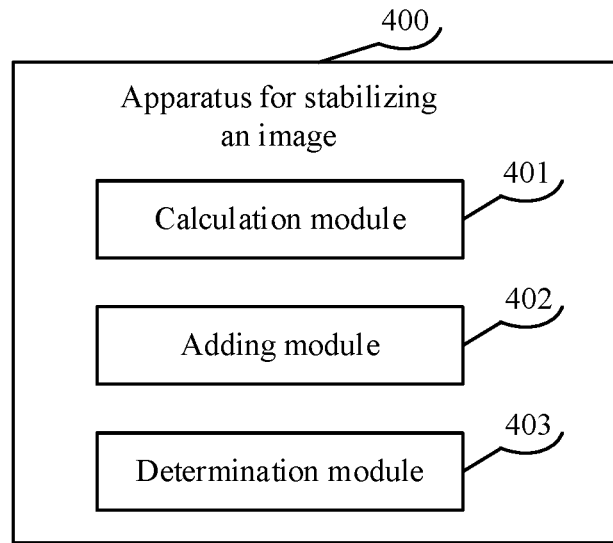 400
Apparatus for stabilizing
an image
401
Calculation module
402
Adding module
403
Determination module